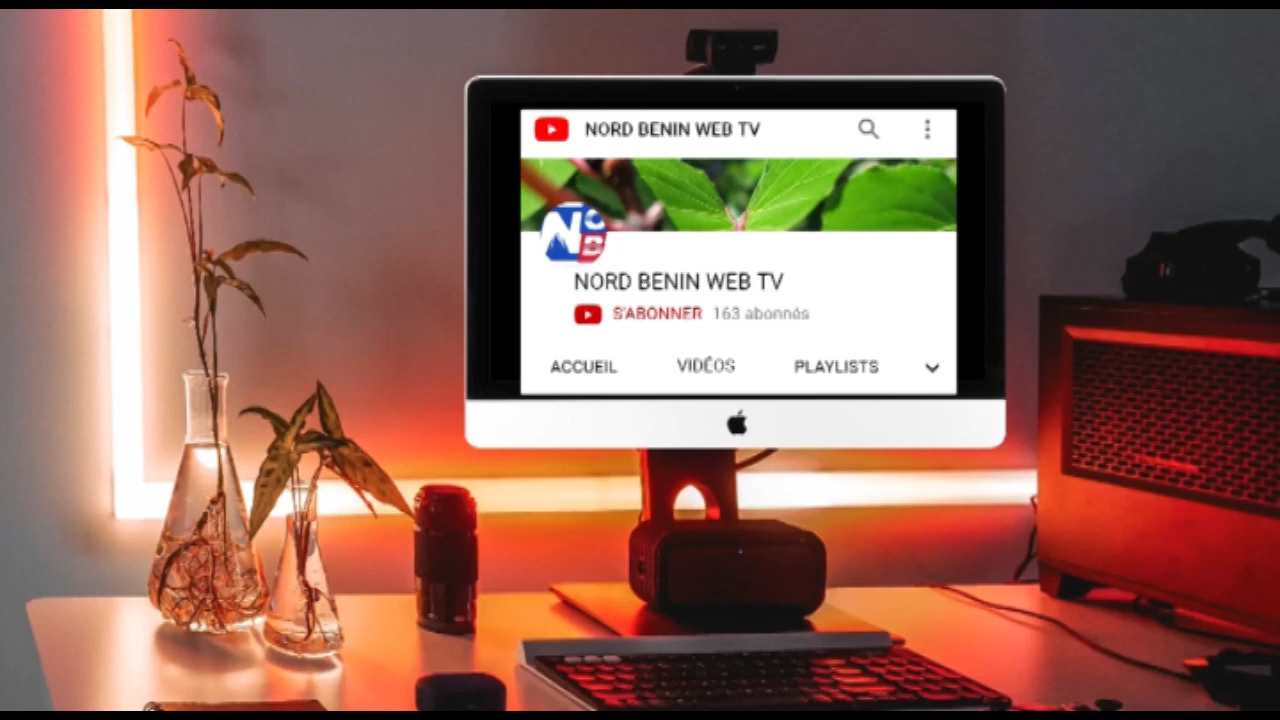 NORD BENIN WEB TV
NORD BENIN WEB TV
S'ABONNER 163 abonnés
ACCUEIL VIDÉOS PLAYLISTS